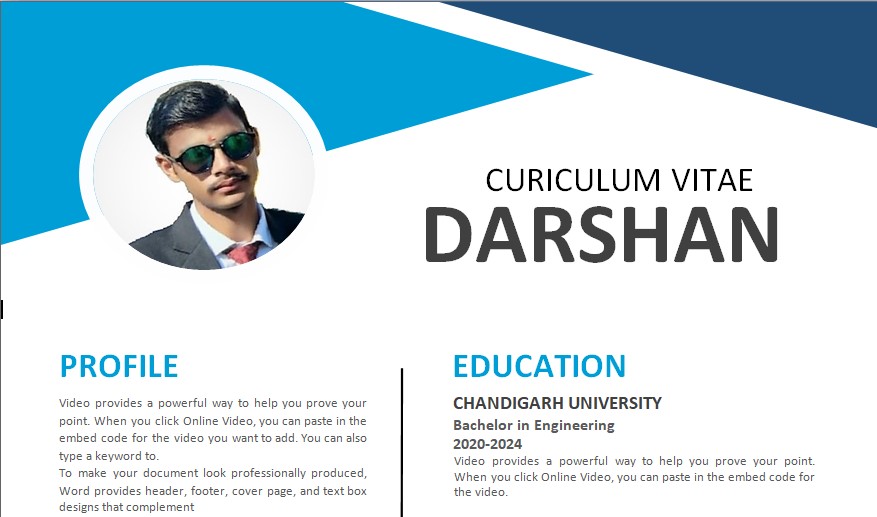 CURICULUM VITAE
DARSHAN
PROFILE
Video provides a powerful way to help you prove your
point. When you click Online Video, you can paste in the
embed code for the video you want to add. You can also
type a keyword to.
To make your document look professionally produced,
Word provides header, footer, cover page, and text box
designs that complement
EDUCATION
CHANDIGARH UNIVERSITY
Bachelor in Engineering
2020-2024
Video provides a powerful way to help you prove your point.
When you click Online Video, you can paste in the embed code for
the video.